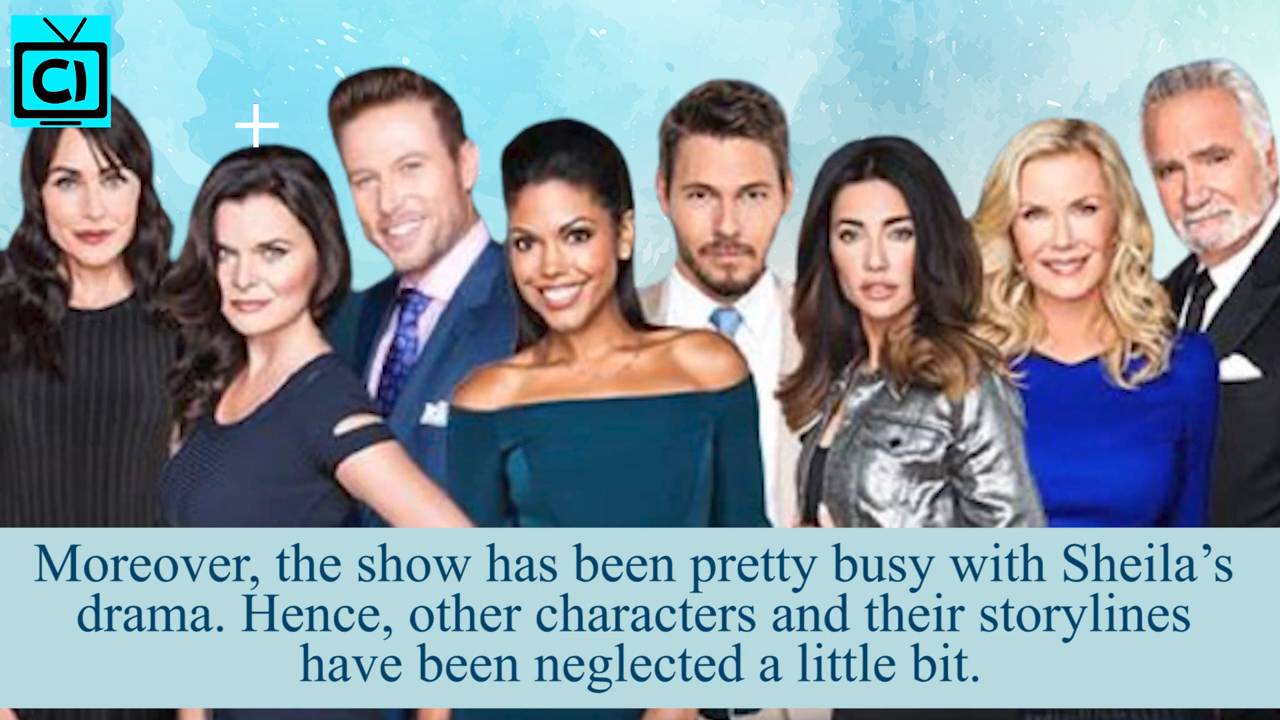 CI
Moreover, the show has been pretty busy with Sheila’s
drama. Hence, other characters and their storylines
have been neglected a little bit.